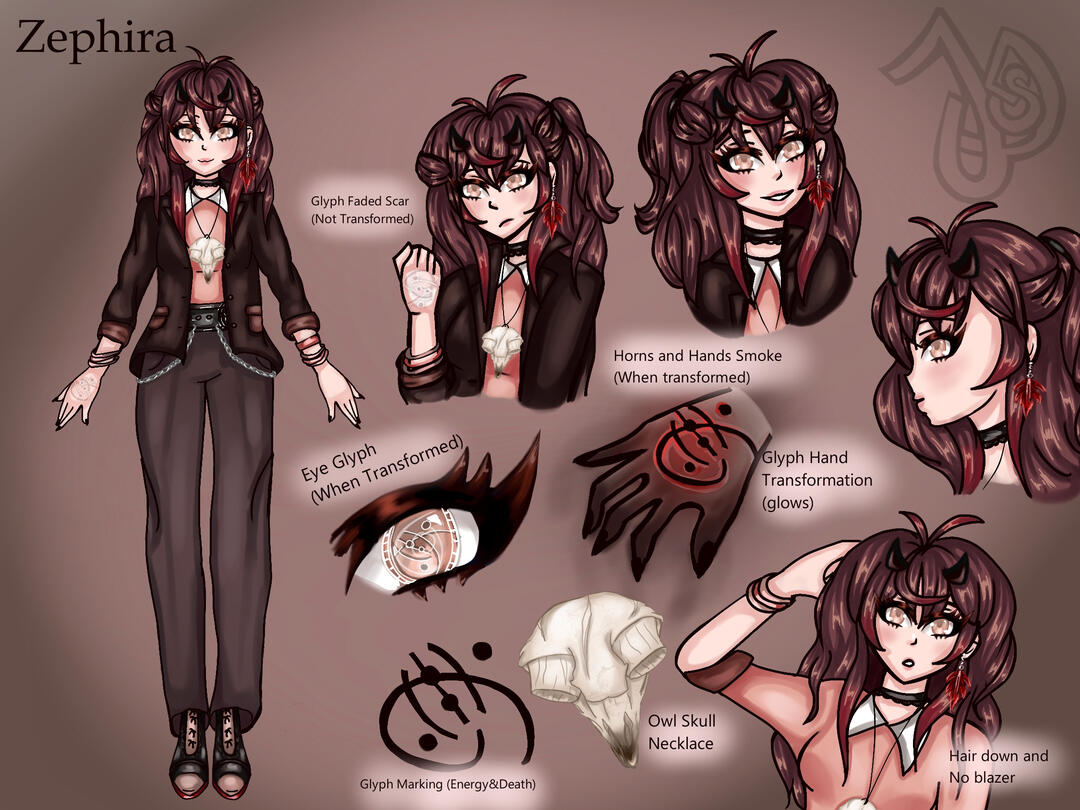 Zephira
Glyph Faded Scar
(Not Transformed)
Horns and Hands Smoke
(When transformed)
Eye Glyph
(When Transformed)
Glyph Hand
Transformation
(glows)
Owl Skull
Necklace
Glyph Marking (Energy&Death)
Hair down and
No blazer